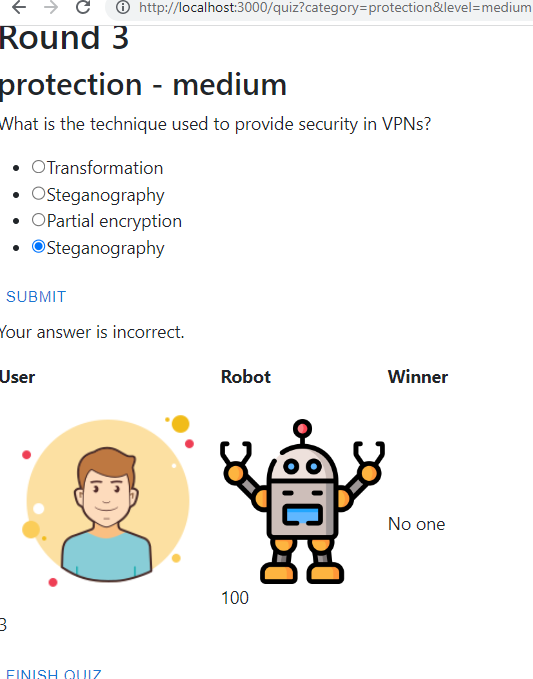 http://localhost:3000/quiz?category=protection&level=medium
Round 3
protection - medium
What is the technique used to provide security in VPNs?
Transformation
Steganography
Partial encryption
Steganography
SUBMIT
Your answer is incorrect.
User Robot Winner
No one
100
3
FINISH QUIZ